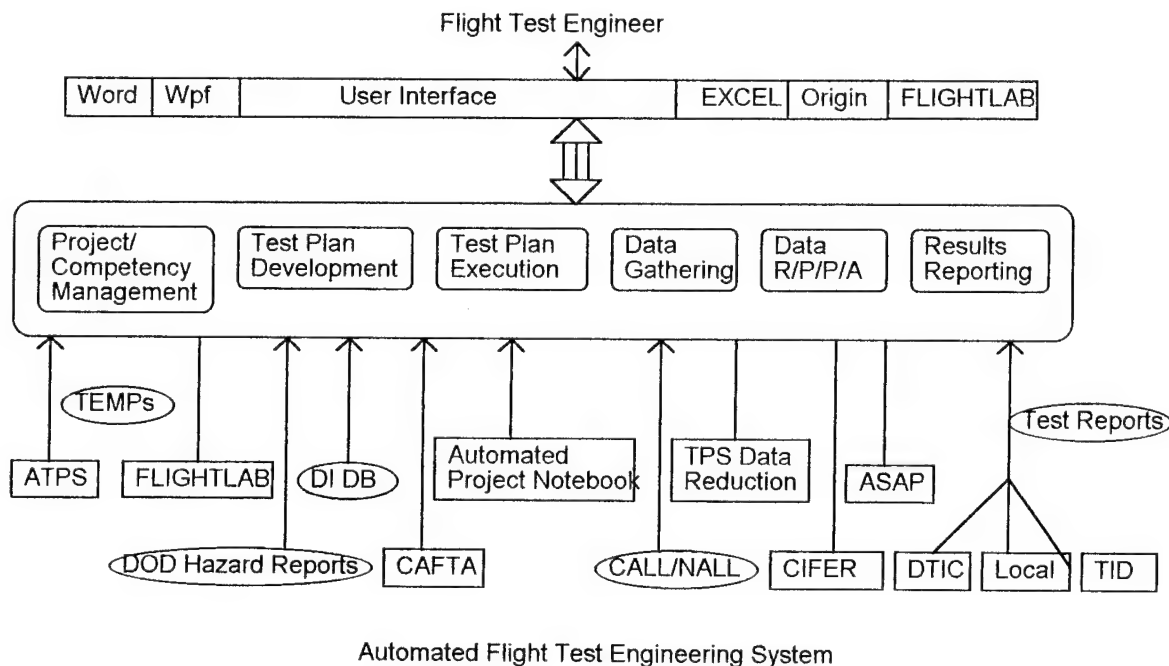 Flight Test Engineer
Word Wpf User Interface EXCEL Origin FLIGHTLAB
Project/
Competency
Management
Test Plan
Development
Test Plan
Execution
Data
Gathering
Data
R/P/P/A
Results
Reporting
TEMPs
Test Reports
ATPS
FLIGHTLAB
DI DB
Automated
Project Notebook
TPS Data
Reduction
ASAP
DOD Hazard Reports
CAFTA
CALL/NALL
CIFER
DTIC
Local
TID
Automated Flight Test Engineering System